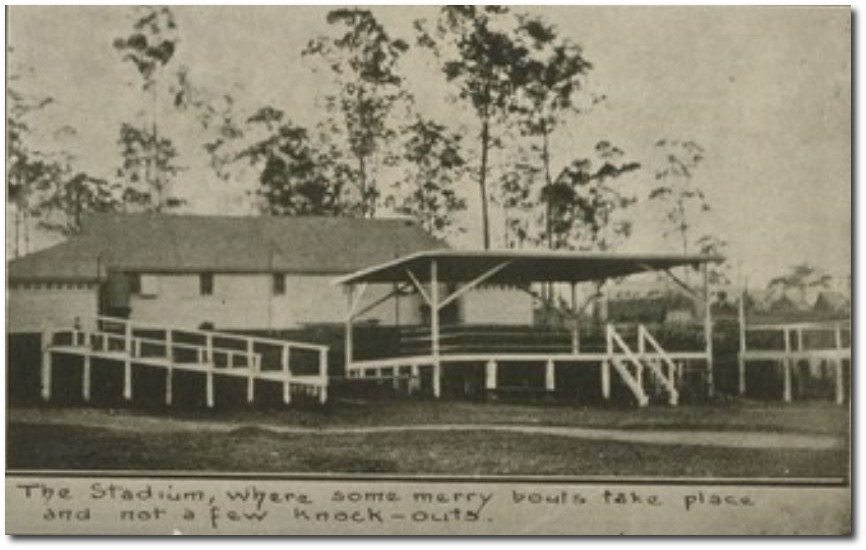 The Stadium, where some merry bouts take place
and not a few knock-outs.